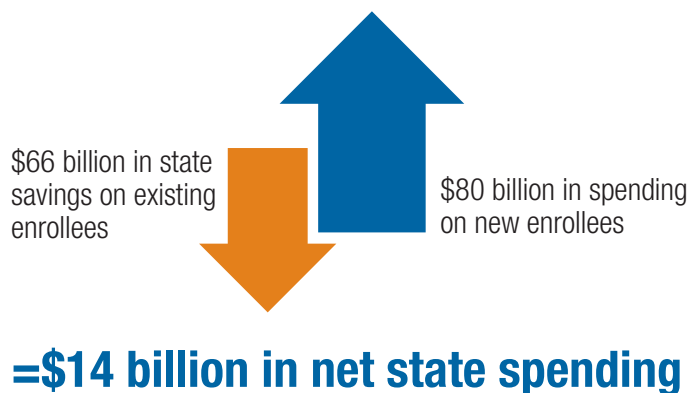 $66 billion in state
savings on existing
enrollees
$80 billion in spending
on new enrollees
=$14 billion in net state spending